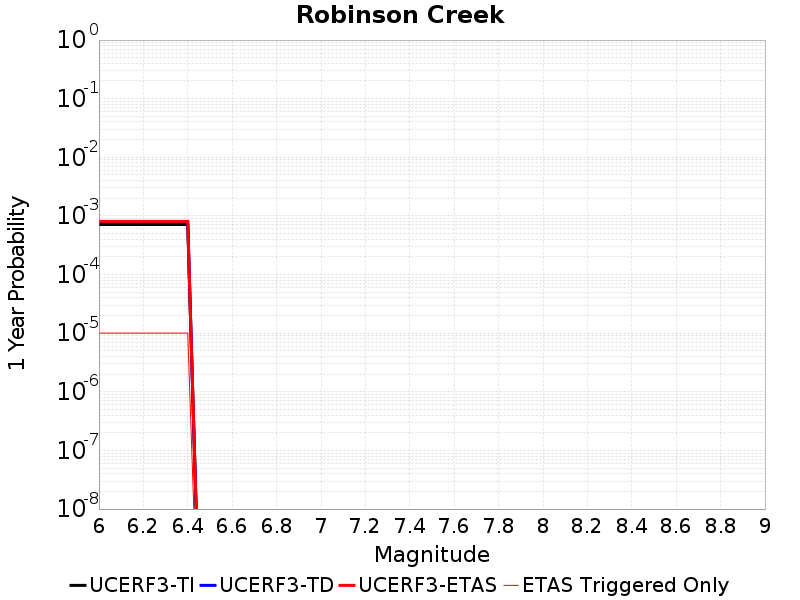 Robinson Creek
10^0
10^-1
10^-2
10^-3
10^-4
10^-5
10^-6
10^-7
10^-8
1 Year Probability
6 6.2 6.4 6.6 6.8 7 7.2 7.4 7.6 7.8 8 8.2 8.4 8.6 8.8 9
Magnitude
UCERF3-TI UCERF3-TD UCERF3-ETAS ETAS Triggered Only